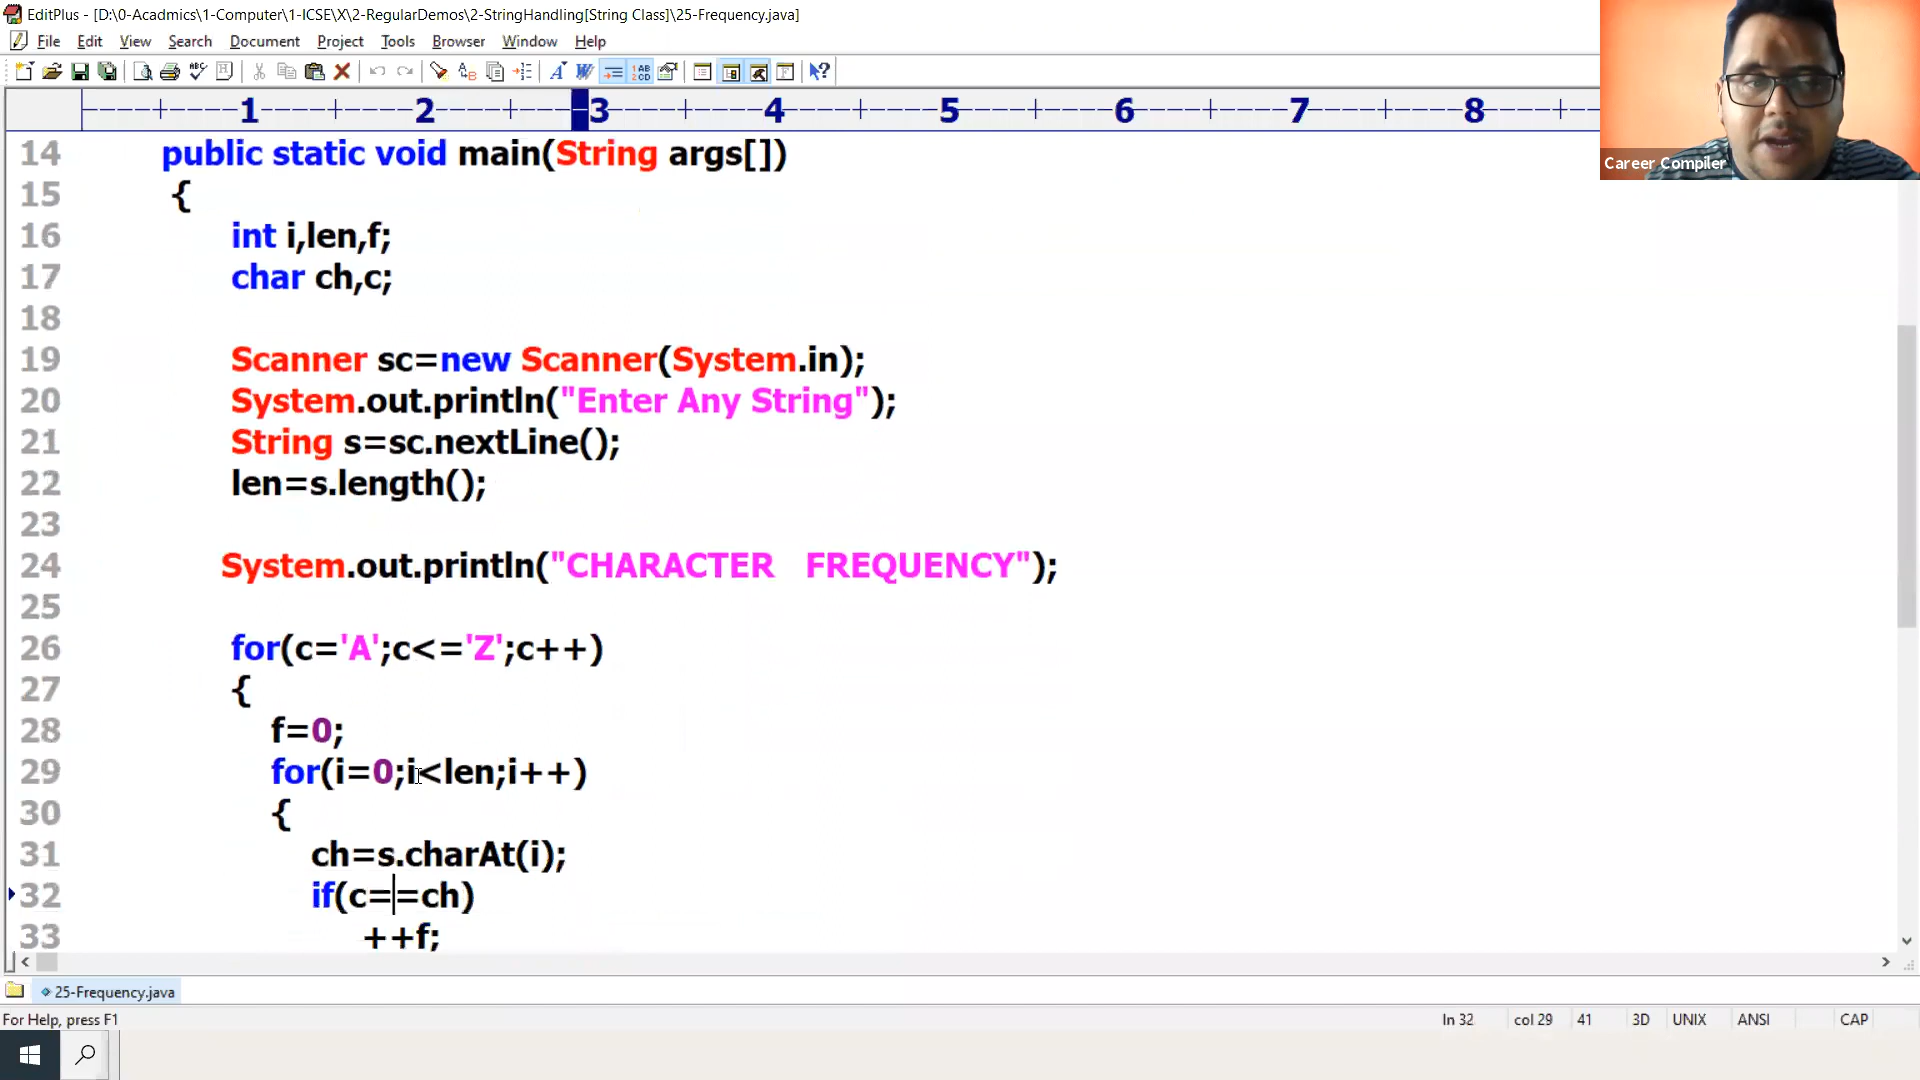 EditPlus - [D:\0-Acadmics\1-Computer\1-ICSE\X\2-RegularDemos\2-StringHandling[String Class]\25-Frequency.java]
File Edit View Search Document Project Tools Browser Window Help
1 2 3 4 5 6 7 8
Career Compiler
14 public static void main(String args[])
15 {
16 int i,len,f;
17 char ch,c;
18
19 Scanner sc=new Scanner(System.in);
20 System.out.println("Enter Any String");
21 String s=sc.nextLine();
22 len=s.length();
23
24 System.out.println("CHARACTER   FREQUENCY");
25
26 for(c='A';c<='Z';c++)
27 {
28 f=0;
29 for(i=0;i<len;i++)
30 {
31 ch=s.charAt(i);
32 if(c==ch)
33 ++f;
25-Frequency.java
For Help, press F1 ln 32 col 29 41 3D UNIX ANSI CAP